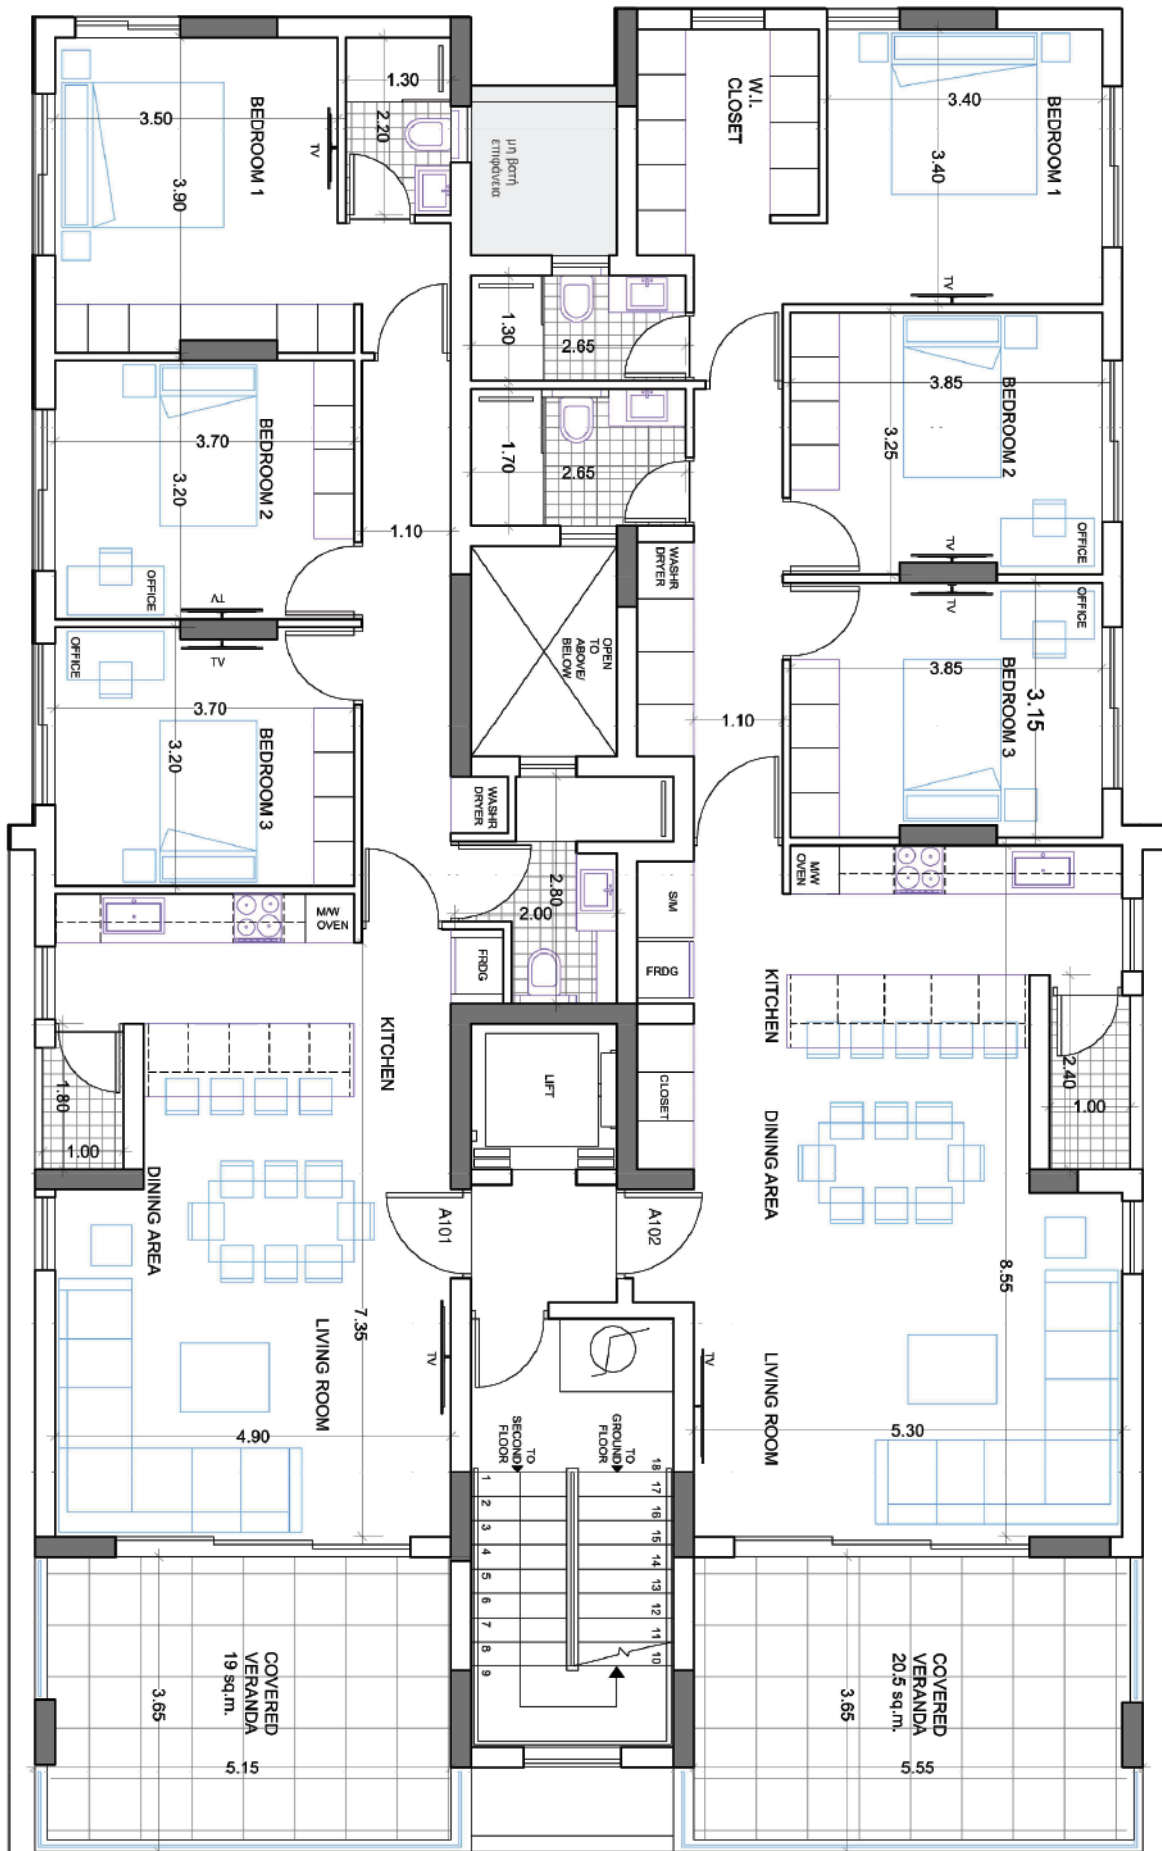 BEDROOM 1
3.50
3.90
TV
1.30
2.20
μη βατή
επιφάνεια
W.I.
CLOSET
BEDROOM 1
3.40
3.40
TV
1.30
2.65
1.70
2.65
BEDROOM 2
3.70
3.20
OFFICE
TV
TV
1.10
BEDROOM 2
3.85
3.25
OFFICE
TV
TV
WASHR
DRYER
OPEN
TO
ABOVE/
BELOW
OFFICE
BEDROOM 3
3.70
3.20
OFFICE
BEDROOM 3
3.85
3.15
1.10
WASHR
DRYER
2.80
2.00
S/M
FRDG
FRDG
M/W
OVEN
M/W
OVEN
KITCHEN
KITCHEN
1.80
1.00
2.40
1.00
LIFT
CLOSET
DINING AREA
DINING AREA
A101
A102
7.35
8.55
LIVING ROOM
LIVING ROOM
TV
TV
4.90
5.30
TO
SECOND
FLOOR
TO
GROUND
FLOOR
1
2
3
4
5
6
7
8
9
18
17
16
15
14
13
12
11
10
COVERED
VERANDA
19 sq.m.
3.65
5.15
COVERED
VERANDA
20.5 sq.m.
3.65
5.55